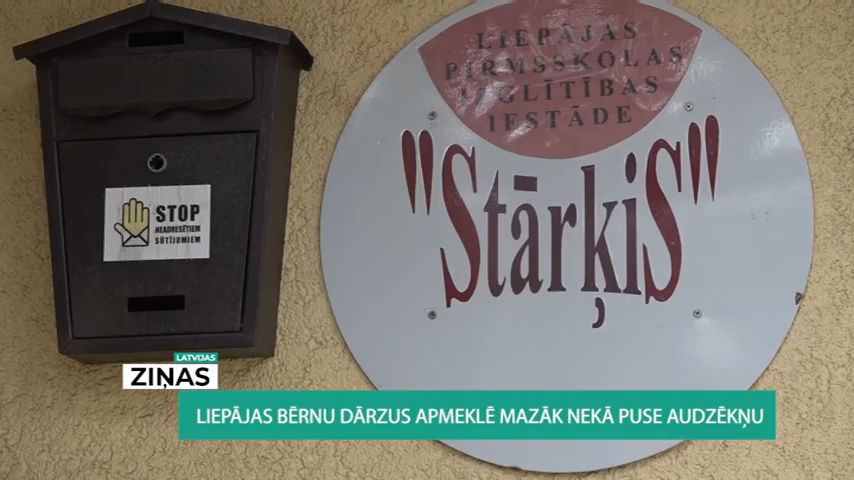 LIEPĀJAS
PIRMSSKOLAS
IZGLĪTĪBAS
IESTĀDE
"StārķiS"
STOP
NEADRESĒTIEM
SŪTĪJUMIEM
LATVIJAS
ZIŅAS
LIEPĀJAS BĒRNU DĀRZUS APMEKLĒ MAZĀK NEKĀ PUSE AUDZĒKŅU